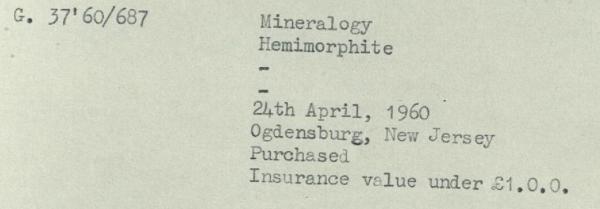 G. 37'60/687
Mineralogy
Hemimorphite
-
-
24th April, 1960
Ogdensburg, New Jersey
Purchased
Insurance value under £1.0.0.